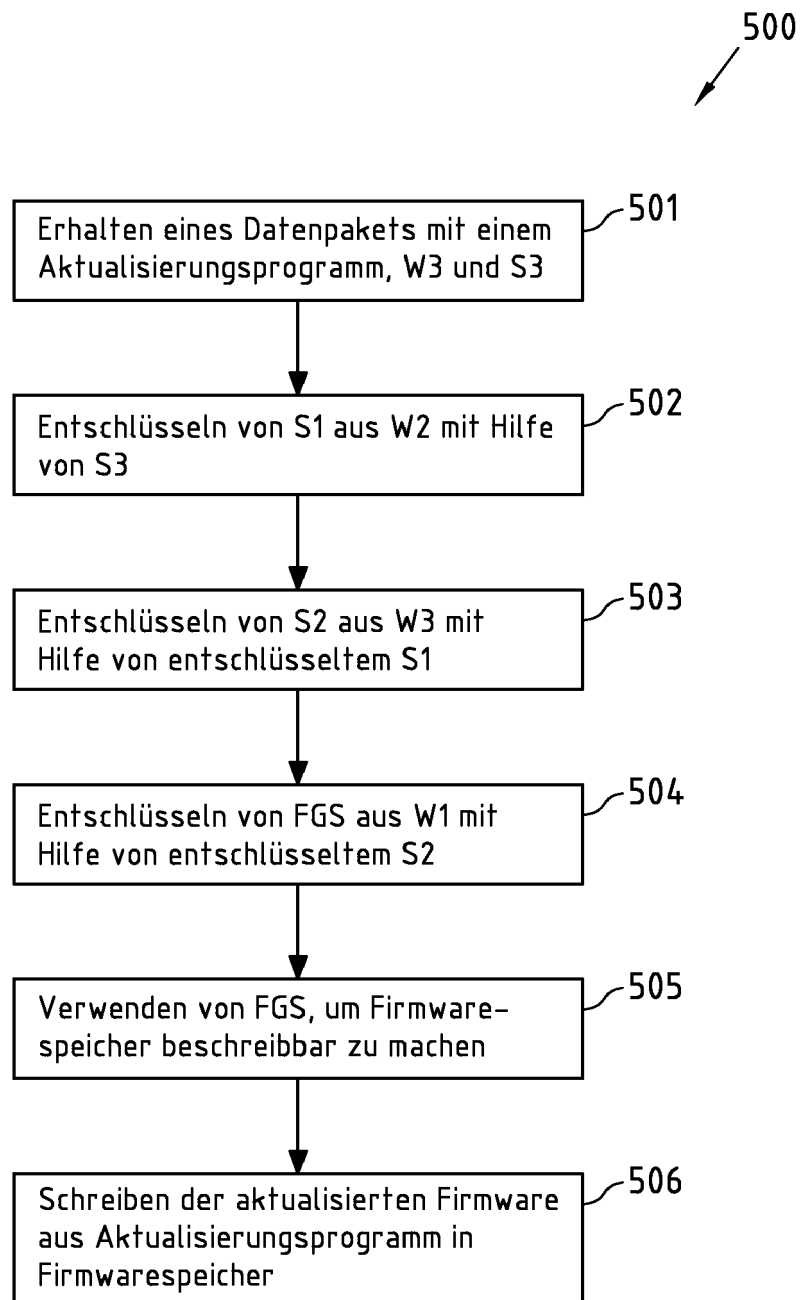 500
501
Erhalten eines Datenpakets mit einem
Aktualisierungsprogramm, W3 und S3
502
Entschlüsseln von S1 aus W2 mit Hilfe
von S3
503
Entschlüsseln von S2 aus W3 mit
Hilfe von entschlüsseltem S1
504
Entschlüsseln von FGS aus W1 mit
Hilfe von entschlüsseltem S2
505
Verwenden von FGS, um Firmware-
speicher beschreibbar zu machen
506
Schreiben der aktualisierten Firmware
aus Aktualisierungsprogramm in
Firmwarespeicher